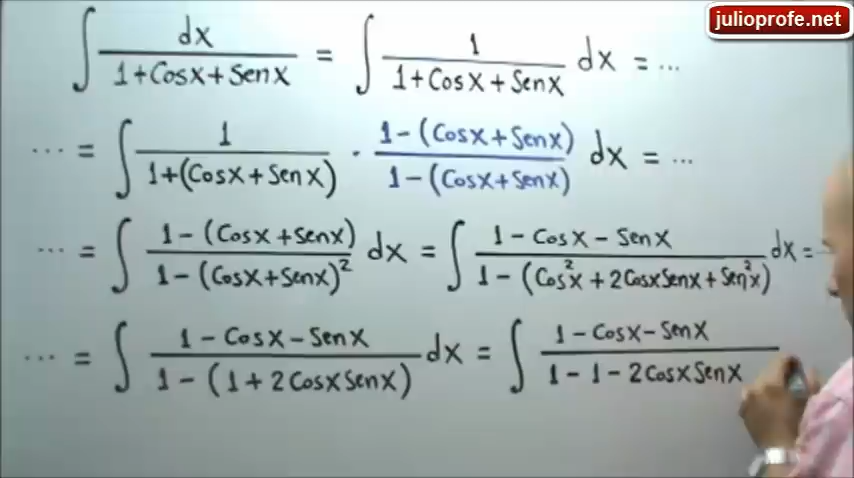 julioprofe.net
∫ dx/(1+Cosx+Senx) = ∫ 1/(1+Cosx+Senx) dx = ...
... = ∫ 1/(1+(Cosx+Senx)) · (1-(Cosx+Senx))/(1-(Cosx+Senx)) dx = ...
... = ∫ (1-(Cosx+Senx))/(1-(Cosx+Senx)²) dx = ∫ (1-Cosx-Senx)/(1-(Cos²x+2CosxSenx+Sen²x)) dx =
... = ∫ (1-Cosx-Senx)/(1-(1+2CosxSenx)) dx = ∫ (1-Cosx-Senx)/(1-1-2CosxSenx)